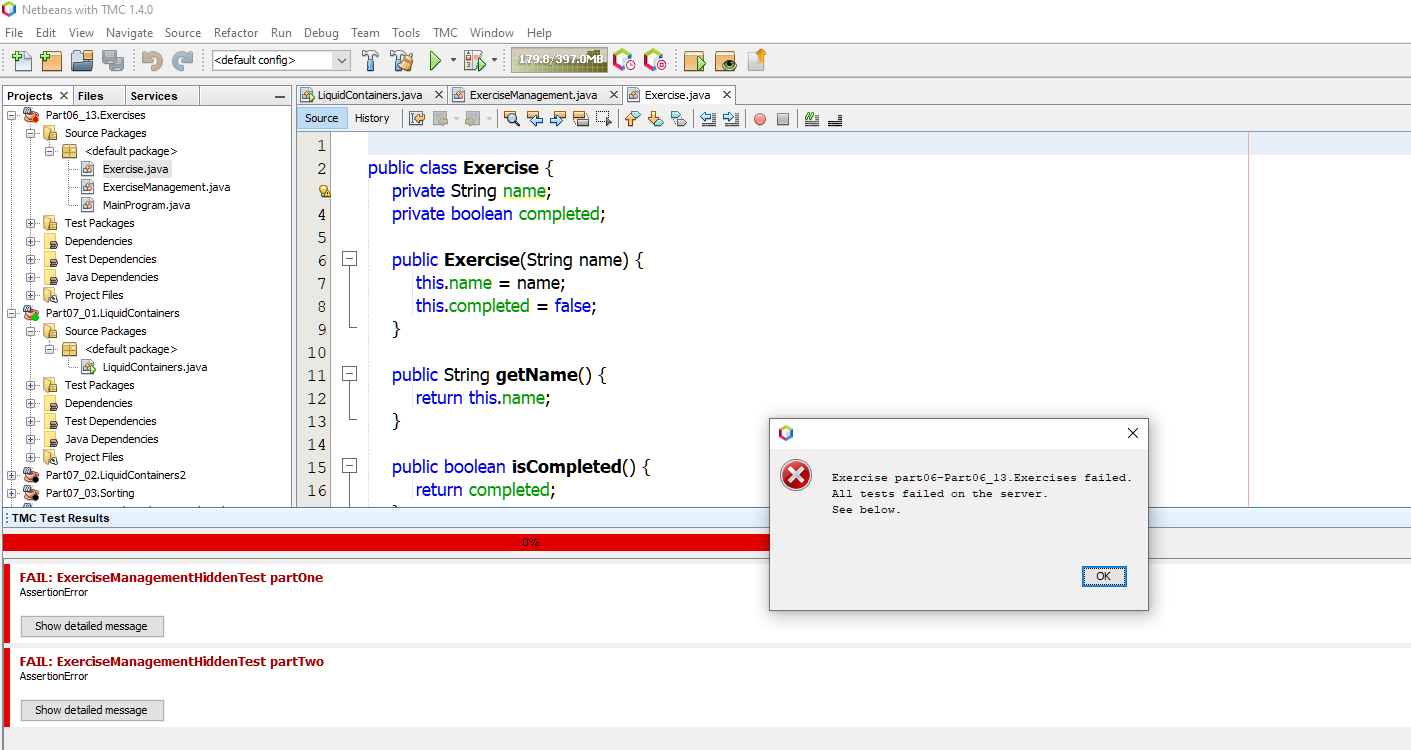 Netbeans with TMC 1.4.0
File Edit View Navigate Source Refactor Run Debug Team Tools TMC Window Help
<default config> 179.8/397.0MB
Projects Files Services
Part06_13.Exercises
Source Packages
<default package>
Exercise.java
ExerciseManagement.java
MainProgram.java
Test Packages
Dependencies
Test Dependencies
Java Dependencies
Project Files
Part07_01.LiquidContainers
Source Packages
<default package>
LiquidContainers.java
Test Packages
Dependencies
Test Dependencies
Java Dependencies
Project Files
Part07_02.LiquidContainers2
Part07_03.Sorting
LiquidContainers.java ExerciseManagement.java Exercise.java
Source History
1
2 public class Exercise {
private String name;
4 private boolean completed;
5
6 public Exercise(String name) {
7 this.name = name;
8 this.completed = false;
9 }
10
11 public String getName() {
12 return this.name;
13 }
14
15 public boolean isCompleted() {
16 return completed;
Exercise part06-Part06_13.Exercises failed.
All tests failed on the server.
See below.
OK
TMC Test Results
0%
FAIL: ExerciseManagementHiddenTest partOne
AssertionError
Show detailed message
FAIL: ExerciseManagementHiddenTest partTwo
AssertionError
Show detailed message